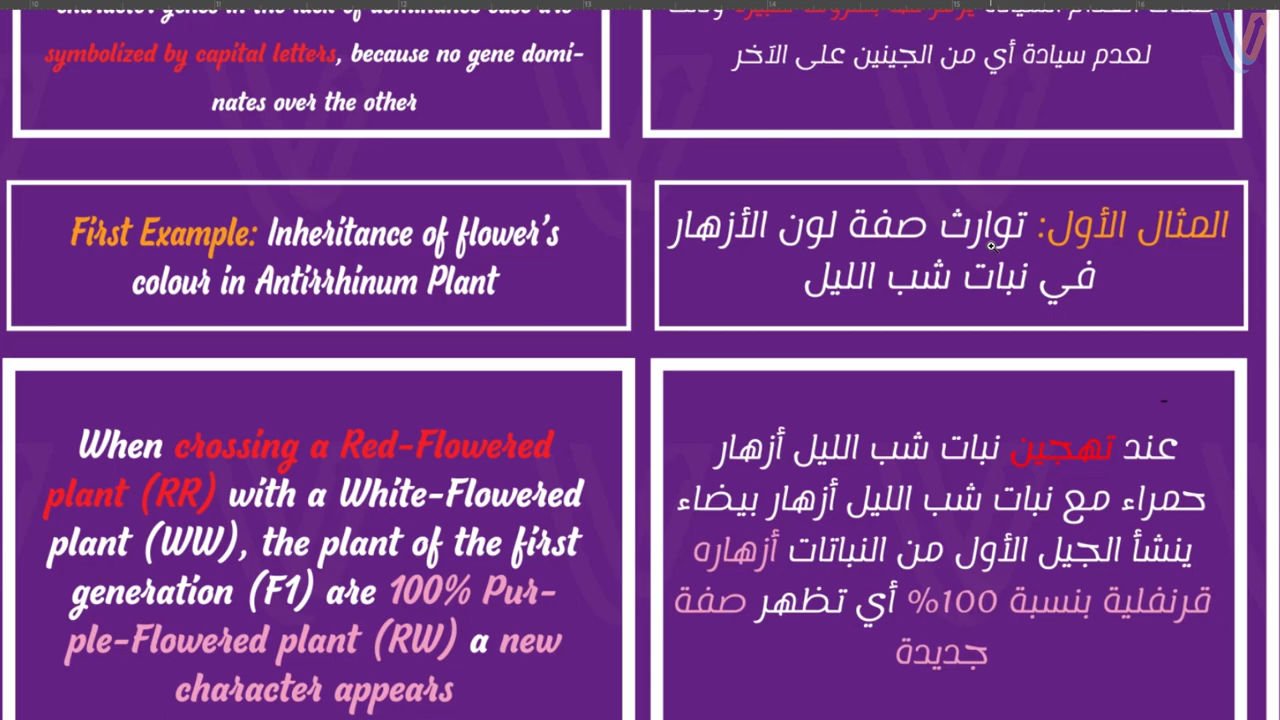 symbolized by capital letters, because no gene domi-
nates over the other
لعدم سيادة أي من الجينين على الآخر
First Example: Inheritance of flower's
colour in Antirrhinum Plant
المثال الأول: توارث صفة لون الأزهار
في نبات شب الليل
When crossing a Red-Flowered
plant (RR) with a White-Flowered
plant (WW), the plant of the first
generation (F1) are 100% Pur-
ple-Flowered plant (RW) a new
character appears
عند تهجين نبات شب الليل أزهار
حمراء مع نبات شب الليل أزهار بيضاء
ينشأ الجيل الأول من النباتات أزهاره
قرنفلية بنسبة 100% أي تظهر صفة
جديدة